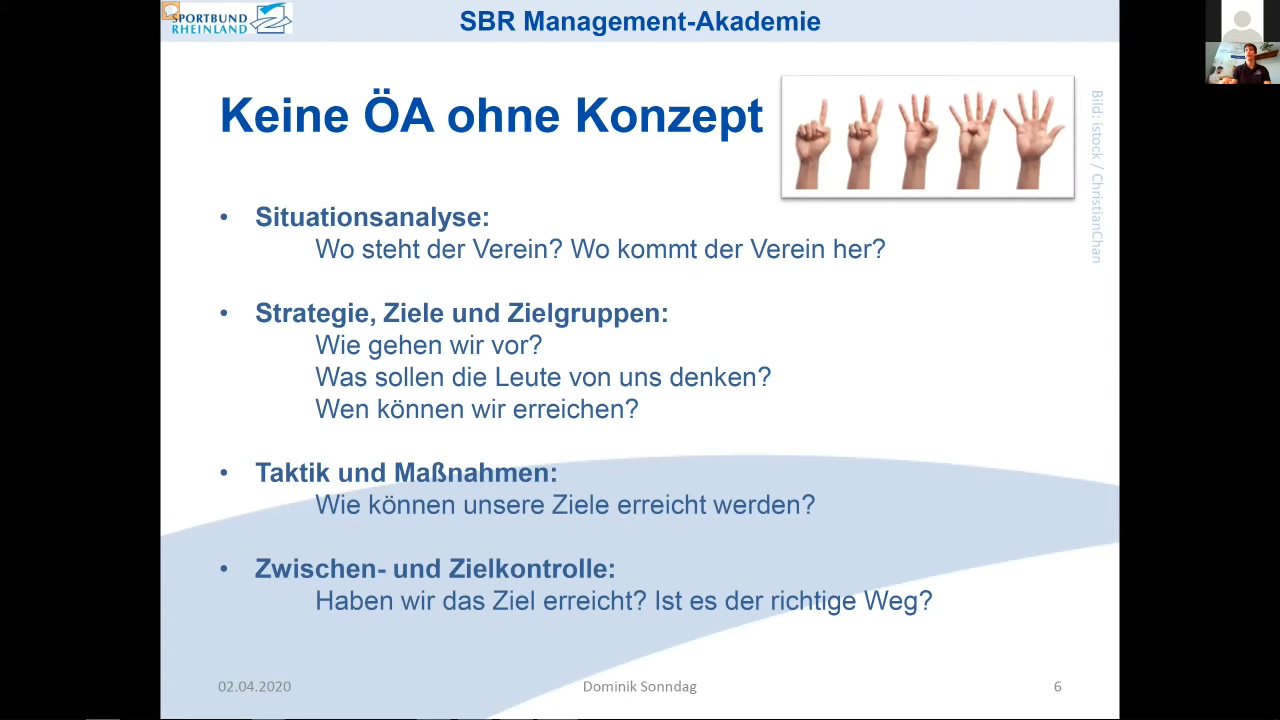 SPORTBUND
RHEINLAND
SBR Management-Akademie
Keine ÖA ohne Konzept
Bild: istock / ChristianChan
• Situationsanalyse:
Wo steht der Verein? Wo kommt der Verein her?
• Strategie, Ziele und Zielgruppen:
Wie gehen wir vor?
Was sollen die Leute von uns denken?
Wen können wir erreichen?
• Taktik und Maßnahmen:
Wie können unsere Ziele erreicht werden?
• Zwischen- und Zielkontrolle:
Haben wir das Ziel erreicht? Ist es der richtige Weg?
02.04.2020
Dominik Sonndag
6